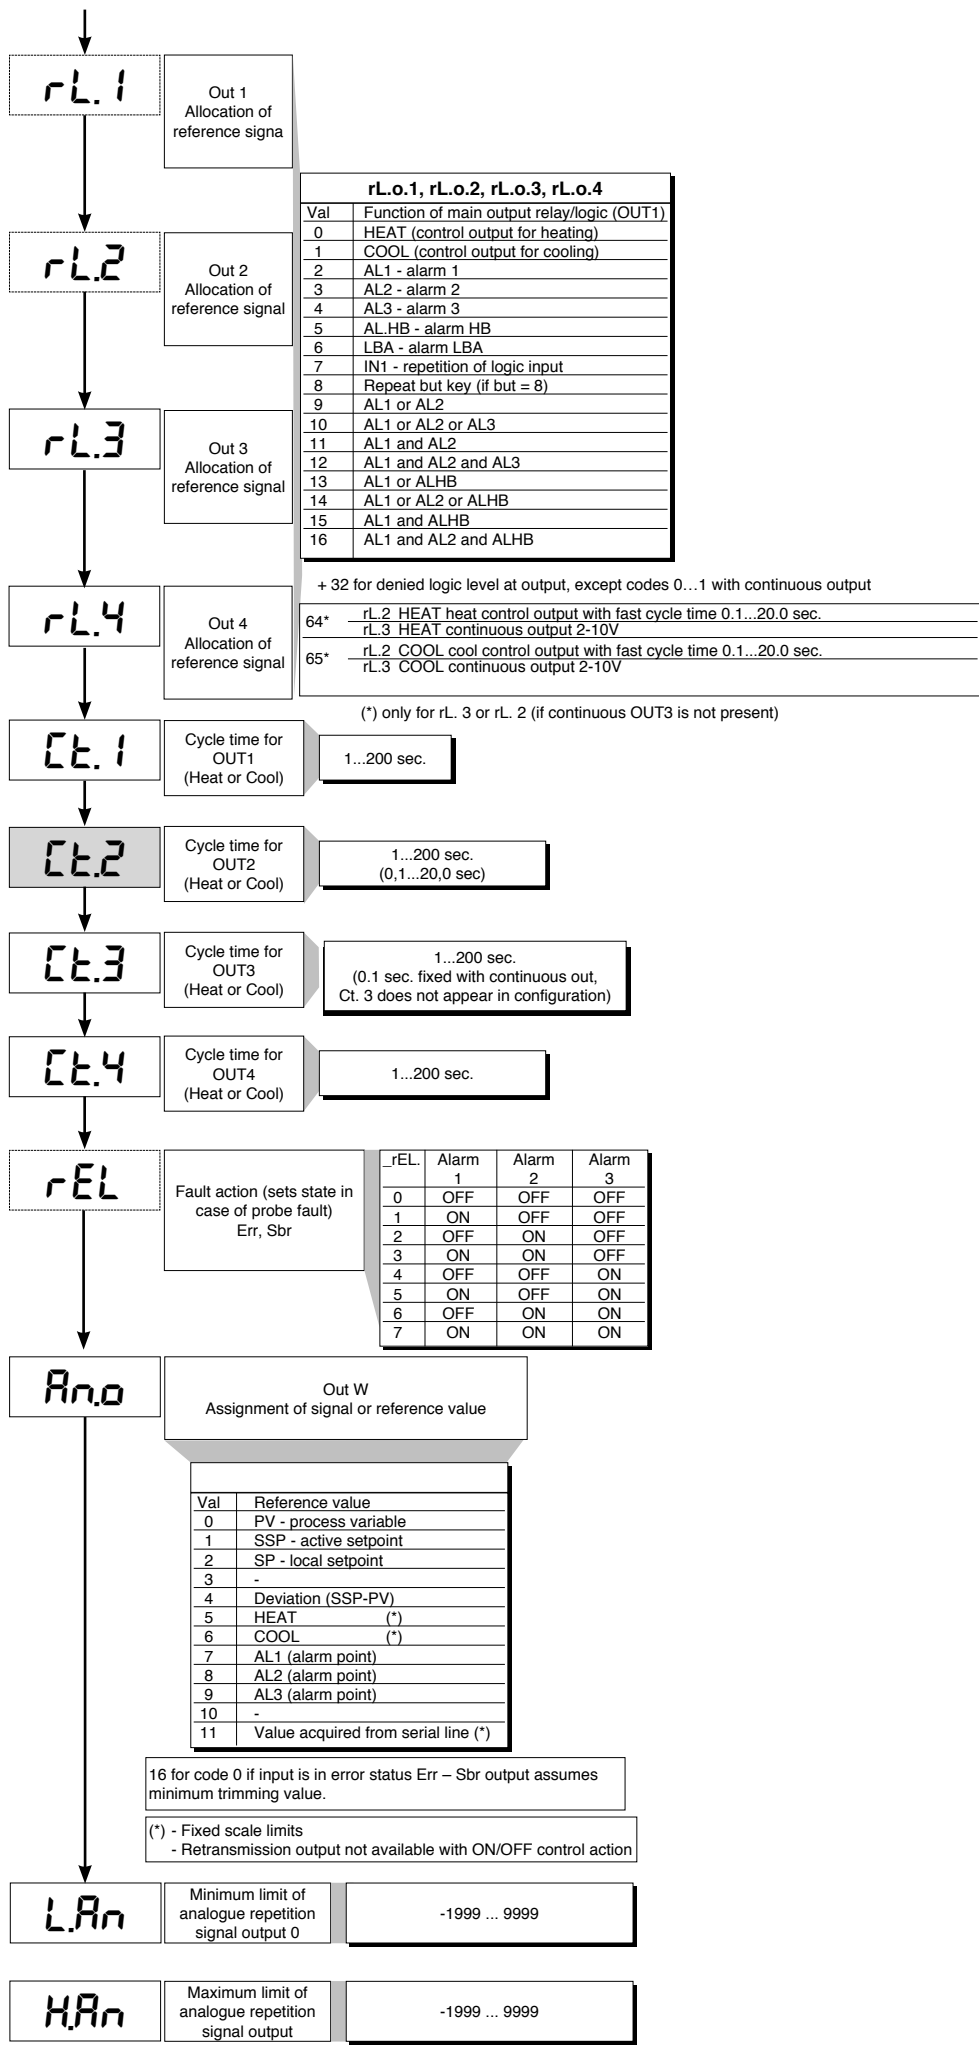 rL.1
Out 1
Allocation of
reference signa
rL.o.1, rL.o.2, rL.o.3, rL.o.4
Val Function of main output relay/logic (OUT1)
0 HEAT (control output for heating)
1 COOL (control output for cooling)
2 AL1 - alarm 1
3 AL2 - alarm 2
4 AL3 - alarm 3
5 AL.HB - alarm HB
6 LBA - alarm LBA
7 IN1 - repetition of logic input
8 Repeat but key (if but = 8)
9 AL1 or AL2
10 AL1 or AL2 or AL3
11 AL1 and AL2
12 AL1 and AL2 and AL3
13 AL1 or ALHB
14 AL1 or AL2 or ALHB
15 AL1 and ALHB
16 AL1 and AL2 and ALHB
rL.2
Out 2
Allocation of
reference signal
rL.3
Out 3
Allocation of
reference signal
+ 32 for denied logic level at output, except codes 0…1 with continuous output
rL.4
Out 4
Allocation of
reference signal
64* rL.2 HEAT heat control output with fast cycle time 0.1...20.0 sec.
rL.3 HEAT continuous output 2-10V
65* rL.2 COOL cool control output with fast cycle time 0.1...20.0 sec.
rL.3 COOL continuous output 2-10V
(*) only for rL. 3 or rL. 2 (if continuous OUT3 is not present)
Ct.1
Cycle time for
OUT1
(Heat or Cool)
1...200 sec.
Ct.2
Cycle time for
OUT2
(Heat or Cool)
1...200 sec.
(0,1...20,0 sec)
Ct.3
Cycle time for
OUT3
(Heat or Cool)
1...200 sec.
(0.1 sec. fixed with continuous out,
Ct. 3 does not appear in configuration)
Ct.4
Cycle time for
OUT4
(Heat or Cool)
1...200 sec.
rEL
Fault action (sets state in
case of probe fault)
Err, Sbr
_rEL. Alarm 1 Alarm 2 Alarm 3
0 OFF OFF OFF
1 ON OFF OFF
2 OFF ON OFF
3 ON ON OFF
4 OFF OFF ON
5 ON OFF ON
6 OFF ON ON
7 ON ON ON
An.o
Out W
Assignment of signal or reference value
Val Reference value
0 PV - process variable
1 SSP - active setpoint
2 SP - local setpoint
3 -
4 Deviation (SSP-PV)
5 HEAT (*)
6 COOL (*)
7 AL1 (alarm point)
8 AL2 (alarm point)
9 AL3 (alarm point)
10 -
11 Value acquired from serial line (*)
16 for code 0 if input is in error status Err – Sbr output assumes
minimum trimming value.
(*) - Fixed scale limits
- Retransmission output not available with ON/OFF control action
L.An
Minimum limit of
analogue repetition
signal output 0
-1999 ... 9999
H.An
Maximum limit of
analogue repetition
signal output
-1999 ... 9999